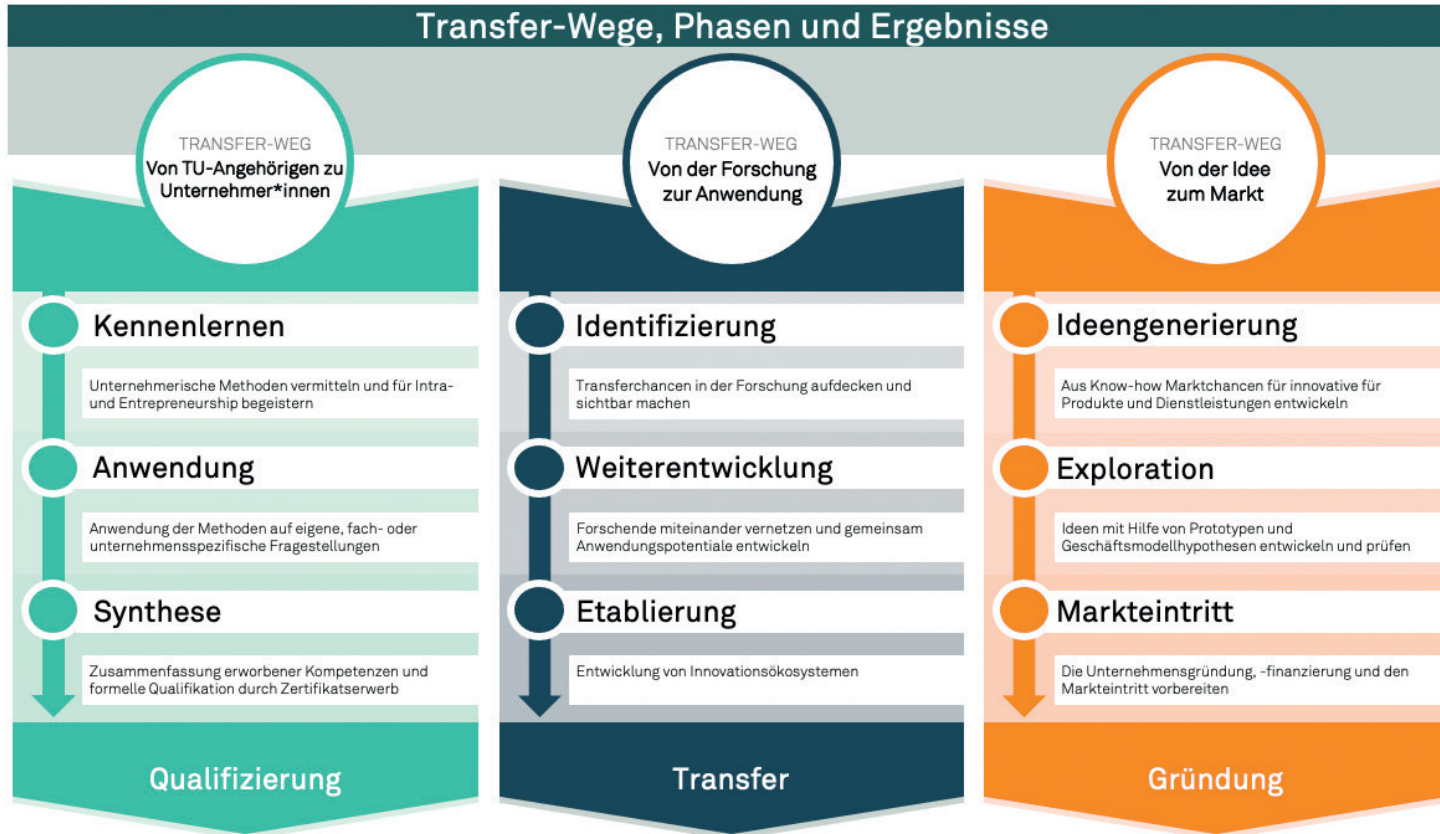 Transfer-Wege, Phasen und Ergebnisse
TRANSFER-WEG
Von TU-Angehörigen zu
Unternehmer*innen
Kennenlernen
Unternehmerische Methoden vermitteln und für Intra-
und Entrepreneurship begeistern
Anwendung
Anwendung der Methoden auf eigene, fach- oder
unternehmensspezifische Fragestellungen
Synthese
Zusammenfassung erworbener Kompetenzen und
formelle Qualifikation durch Zertifikatserwerb
Qualifizierung
TRANSFER-WEG
Von der Forschung
zur Anwendung
Identifizierung
Transferchancen in der Forschung aufdecken und
sichtbar machen
Weiterentwicklung
Forschende miteinander vernetzen und gemeinsam
Anwendungspotentiale entwickeln
Etablierung
Entwicklung von Innovationsökosystemen
Transfer
TRANSFER-WEG
Von der Idee
zum Markt
Ideengenerierung
Aus Know-how Marktchancen für innovative für
Produkte und Dienstleistungen entwickeln
Exploration
Ideen mit Hilfe von Prototypen und
Geschäftsmodellhypothesen entwickeln und prüfen
Markteintritt
Die Unternehmensgründung, -finanzierung und den
Markteintritt vorbereiten
Gründung